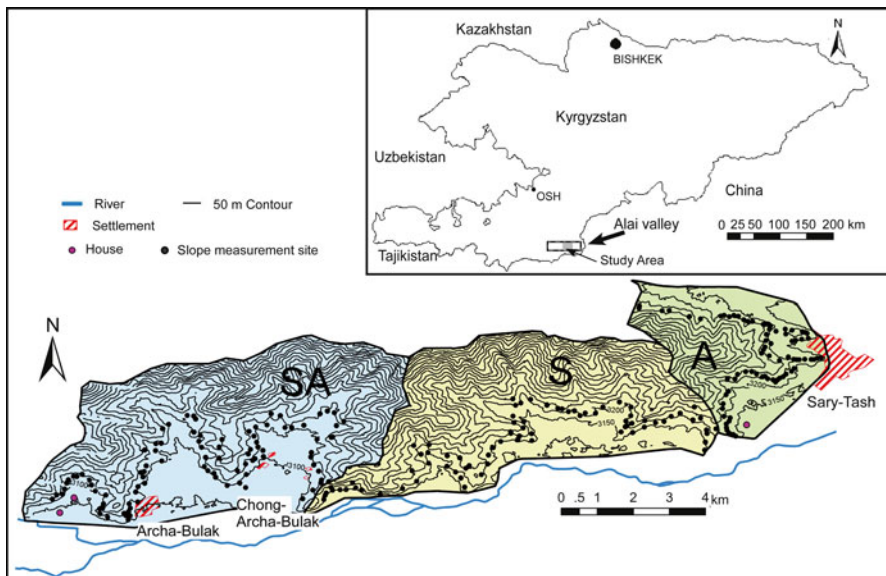 Kazakhstan
N
BISHKEK
Kyrgyzstan
Uzbekistan
OSH
China
Alai valley
0 25 50 100 150 200 km
Tajikistan
Study Area
River
50 m Contour
Settlement
House
Slope measurement site
N
SA
S
A
3200
3150
3200
3150
Sary-Tash
3100
3100
Chong-
Archa-Bulak
Archa-Bulak
0 .5 1 2 3 4
km